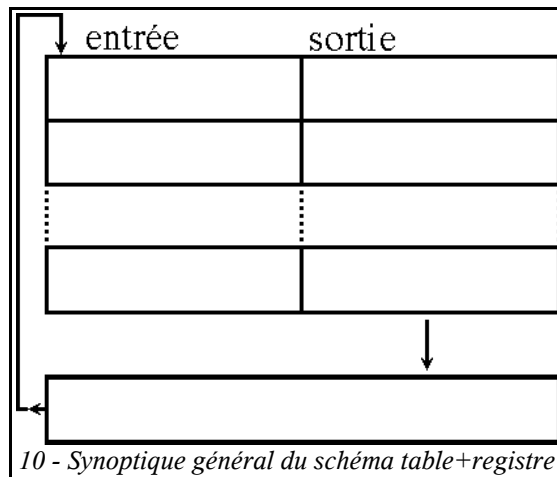 entrée sortie
10 - Synoptique général du schéma table+registre